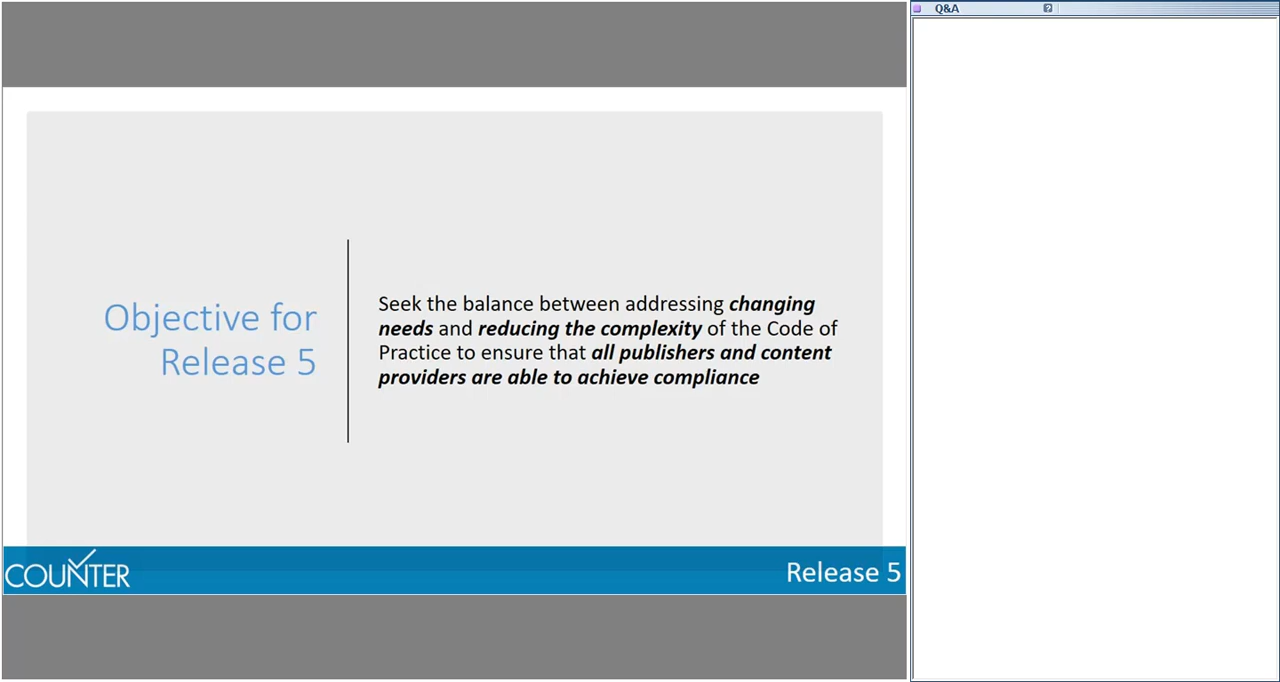 Q&A
Objective for
Release 5
Seek the balance between addressing changing
needs and reducing the complexity of the Code of
Practice to ensure that all publishers and content
providers are able to achieve compliance
COUNTER
Release 5